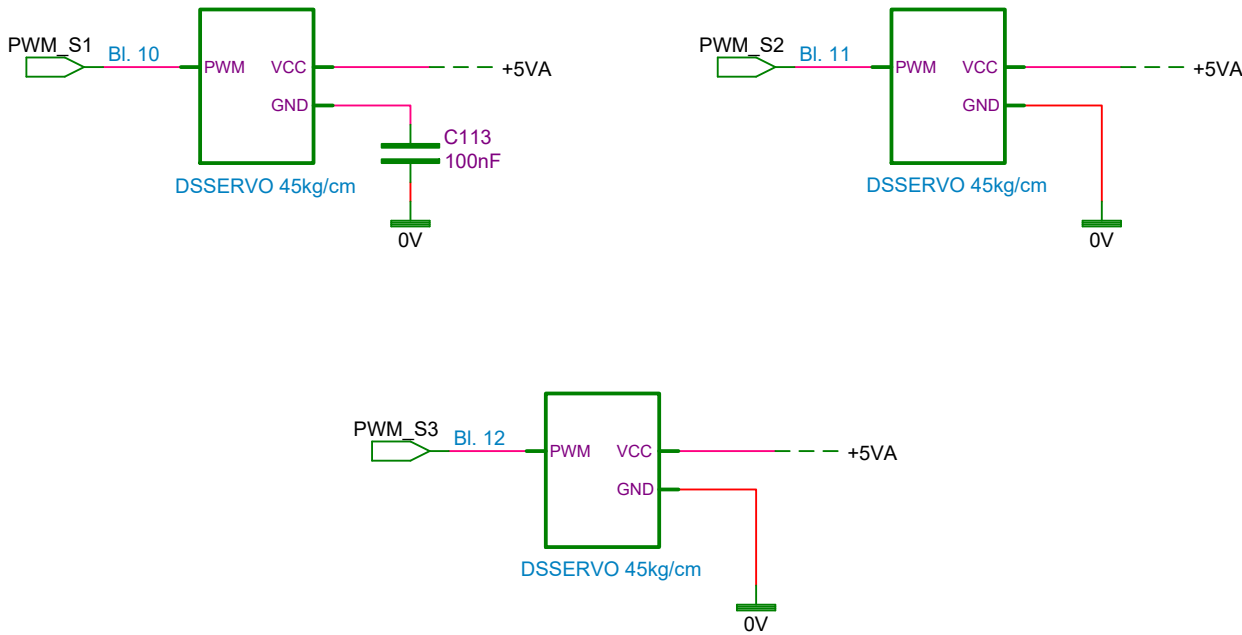 PWM_S1
Bl. 10
PWM
VCC
+5VA
GND
C113
100nF
DSSERVO 45kg/cm
0V
PWM_S2
Bl. 11
PWM
VCC
+5VA
GND
DSSERVO 45kg/cm
0V
PWM_S3
Bl. 12
PWM
VCC
+5VA
GND
DSSERVO 45kg/cm
0V